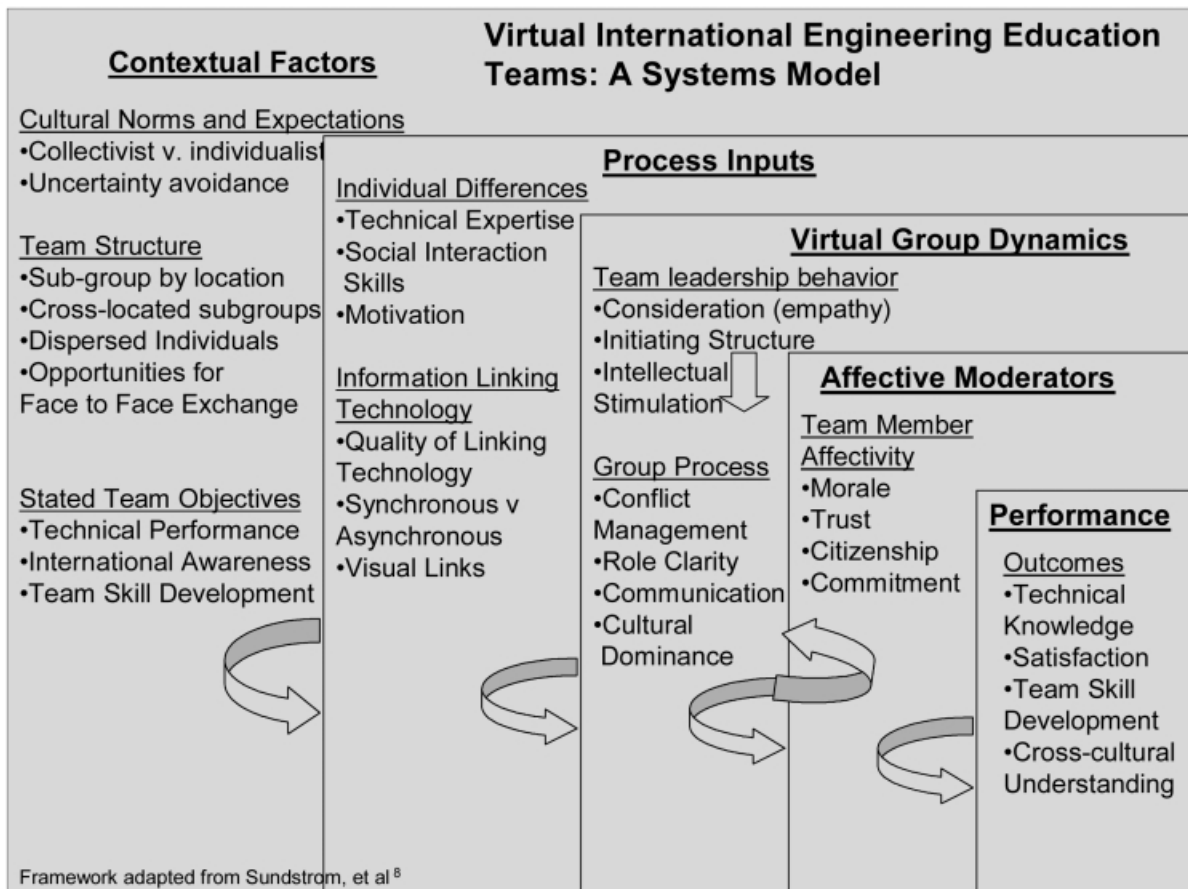 Virtual International Engineering Education
Teams: A Systems Model
Contextual Factors
Cultural Norms and Expectations
•Collectivist v. individualist
•Uncertainty avoidance
Team Structure
•Sub-group by location
•Cross-located subgroups
•Dispersed Individuals
•Opportunities for
Face to Face Exchange
Stated Team Objectives
•Technical Performance
•International Awareness
•Team Skill Development
Process Inputs
Individual Differences
•Technical Expertise
•Social Interaction
Skills
•Motivation
Information Linking
Technology
•Quality of Linking
Technology
•Synchronous v
Asynchronous
•Visual Links
Virtual Group Dynamics
Team leadership behavior
•Consideration (empathy)
•Initiating Structure
•Intellectual
Stimulation
Group Process
•Conflict
Management
•Role Clarity
•Communication
•Cultural
Dominance
Affective Moderators
Team Member
Affectivity
•Morale
•Trust
•Citizenship
•Commitment
Performance
Outcomes
•Technical
Knowledge
•Satisfaction
•Team Skill
Development
•Cross-cultural
Understanding
Framework adapted from Sundstrom, et al 8